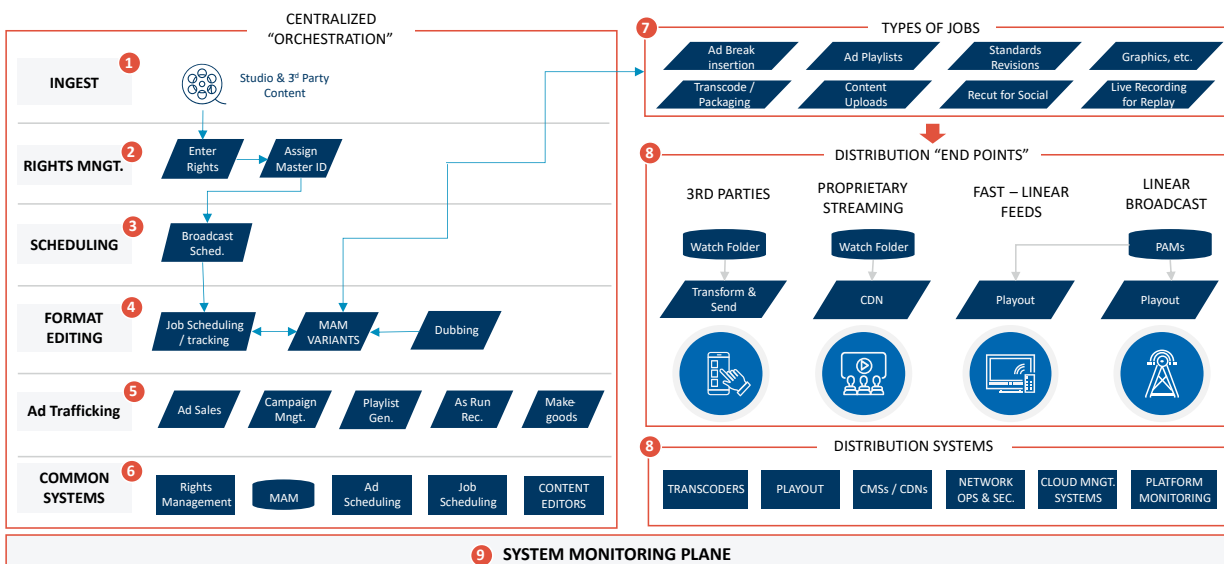 CENTRALIZED
“ORCHESTRATION”
1
INGEST
Studio & 3rd Party
Content
2
RIGHTS MNGT.
Enter
Rights
Assign
Master ID
3
SCHEDULING
Broadcast
Sched.
4
FORMAT
EDITING
Job Scheduling
/ tracking
MAM
VARIANTS
Dubbing
5
Ad Trafficking
Ad Sales
Campaign
Mngt.
Playlist
Gen.
As Run
Rec.
Make-
goods
6
COMMON
SYSTEMS
Rights
Management
MAM
Ad
Scheduling
Job
Scheduling
CONTENT
EDITORS
7
TYPES OF JOBS
Ad Break
insertion
Ad Playlists
Standards
Revisions
Graphics, etc.
Transcode /
Packaging
Content
Uploads
Recut for Social
Live Recording
for Replay
8
DISTRIBUTION “END POINTS”
3RD PARTIES
PROPRIETARY
STREAMING
FAST – LINEAR
FEEDS
LINEAR
BROADCAST
Watch Folder
Watch Folder
PAMs
Transform &
Send
CDN
Playout
Playout
8
DISTRIBUTION SYSTEMS
TRANSCODERS
PLAYOUT
CMSs / CDNs
NETWORK
OPS & SEC.
CLOUD MNGT.
SYSTEMS
PLATFORM
MONITORING
9 SYSTEM MONITORING PLANE